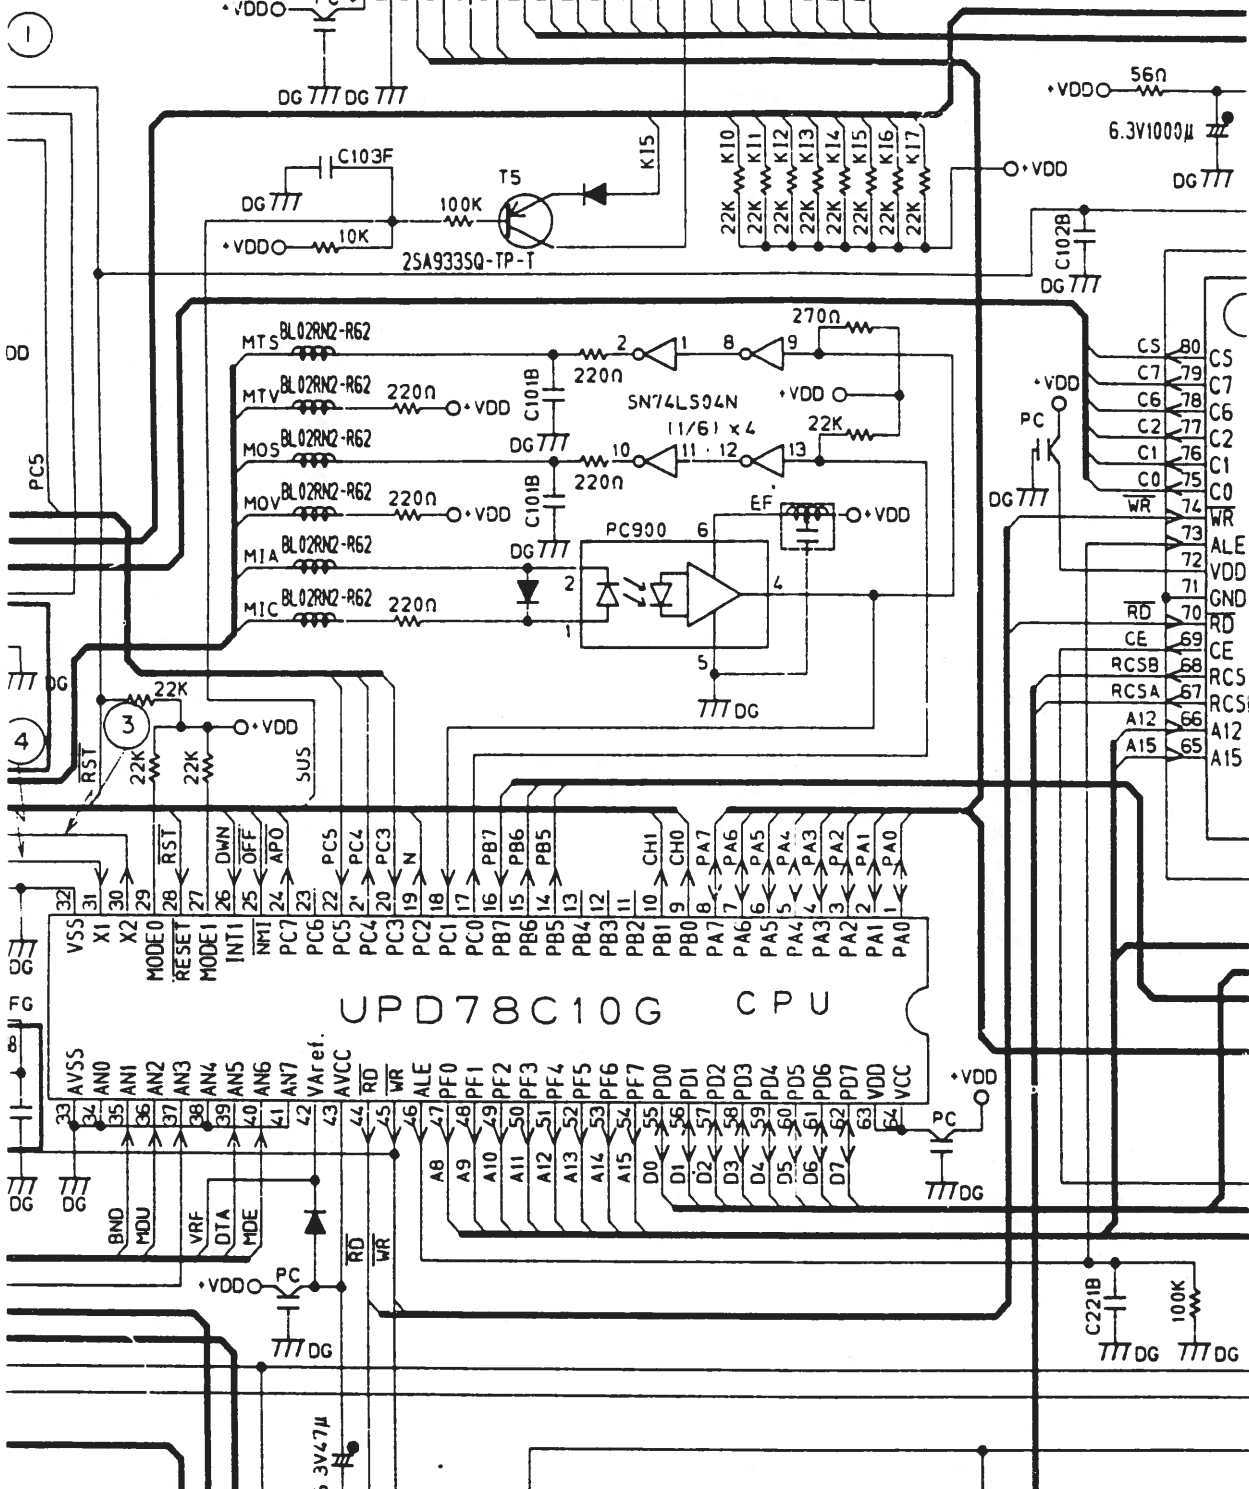 +VDD
1
DG DG
56Ω
+VDD
6.3V1000µ
DG
C103F
DG
+VDD
10K
100K
T5
2SA933SQ-TP-T
KI5
KI0 KI1 KI2 KI3 KI4 KI5 KI6 KI7
22K 22K 22K 22K 22K 22K 22K 22K
+VDD
C102B
DG
DD
PC5
MTS BL02RN2-R62
MTV BL02RN2-R62 220Ω +VDD
MOS BL02RN2-R62
MOV BL02RN2-R62 220Ω +VDD
MIA BL02RN2-R62
MIC BL02RN2-R62 220Ω
C101B
DG
C101B
DG
220Ω
220Ω
2 1 8 9
270Ω
+VDD
SN74LS04N
(1/6) x 4
22K
10 11 12 13
EF
+VDD
PC900
6
2
1
4
5
DG
+VDD
PC
DG
CS 80 CS
C7 79 C7
C6 78 C6
C2 77 C2
C1 76 C1
C0 75 C0
WR 74 WR
73 ALE
72 VDD
71 GND
RD 70 RD
CE 69 CE
RCSB 68 RCS
RCSA 67 RCS
A12 66 A12
A15 65 A15
DG
4
3
22K
+VDD
RST
22K
22K
SUS
RST DWN OFF APO PC5 PC4 PC3 N PB7 PB6 PB5 CH1 CH0 PA7 PA6 PA5 PA4 PA3 PA2 PA1 PA0
32 31 30 29 28 27 26 25 24 23 22 21 20 19 18 17 16 15 14 13 12 11 10 9 8 7 6 5 4 3 2 1
VSS X1 X2 MODE0 RESET MODE1 INT1 NMI PC7 PC6 PC5 PC4 PC3 PC2 PC1 PC0 PB7 PB6 PB5 PB4 PB3 PB2 PB1 PB0 PA7 PA6 PA5 PA4 PA3 PA2 PA1 PA0
DG
FG
8
UPD78C10G CPU
AVSS AN0 AN1 AN2 AN3 AN4 AN5 AN6 AN7 VAref. AVCC RD WR ALE PF0 PF1 PF2 PF3 PF4 PF5 PF6 PF7 PD0 PD1 PD2 PD3 PD4 PD5 PD6 PD7 VDD VCC
33 34 35 36 37 38 39 40 41 42 43 44 45 46 47 48 49 50 51 52 53 54 55 56 57 58 59 60 61 62 63 64
+VDD
PC
DG
A8 A9 A10 A11 A12 A13 A14 A15 D0 D1 D2 D3 D4 D5 D6 D7
DG DG
BND MDU VRF DTA MDE
RD WR
+VDD PC
DG
C221B
DG
100K
DG
3V47µ